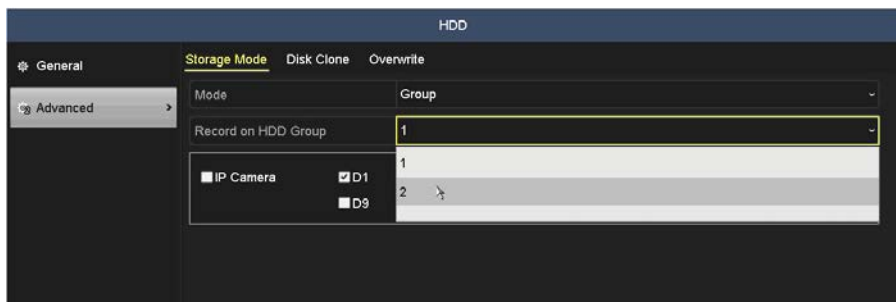 HDD
General
Advanced
Storage Mode Disk Clone Overwrite
Mode Group
Record on HDD Group 1
1
2
IP Camera D1
D9